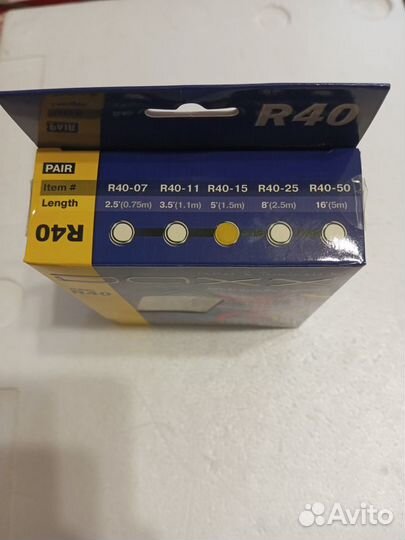 R40
PAIR
Item # R40-07 R40-11 R40-15 R40-25 R40-50
Length 2.5'(0.75m) 3.5'(1.1m) 5'(1.5m) 8'(2.5m) 16'(5m)
R40
R40
Avito